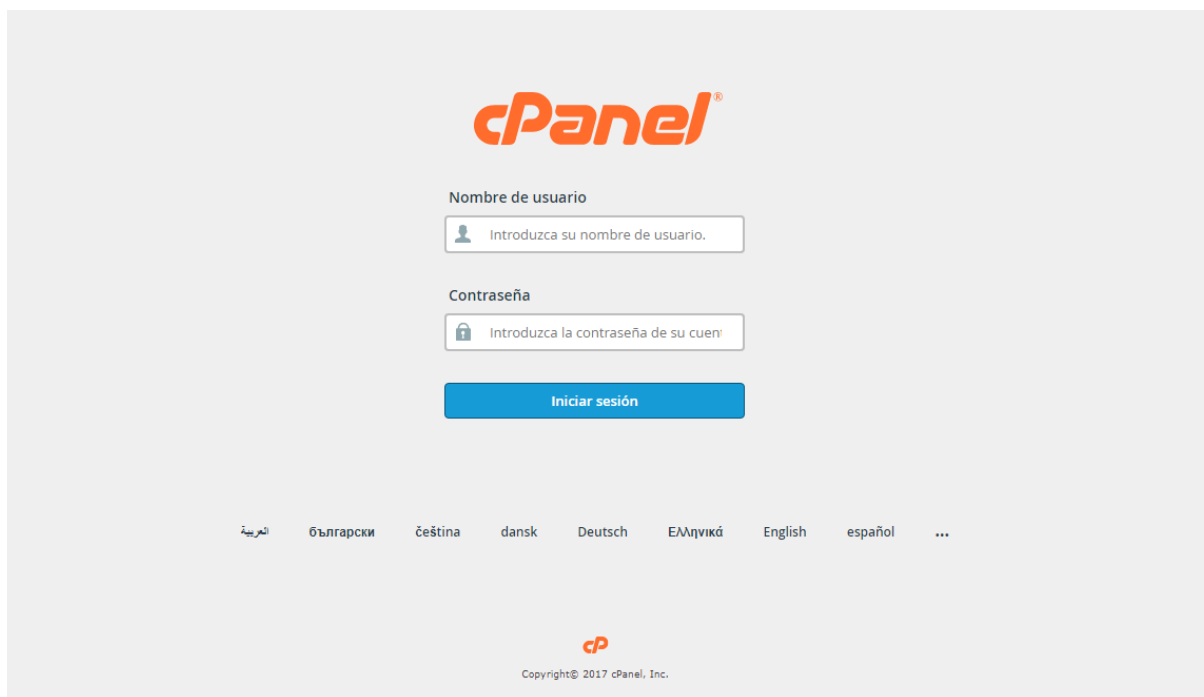 cPanel®
Nombre de usuario
Introduzca su nombre de usuario.
Contraseña
Introduzca la contraseña de su cuen
Iniciar sesión
العربية български čeština dansk Deutsch Ελληνικά English español ...
cP
Copyright© 2017 cPanel, Inc.